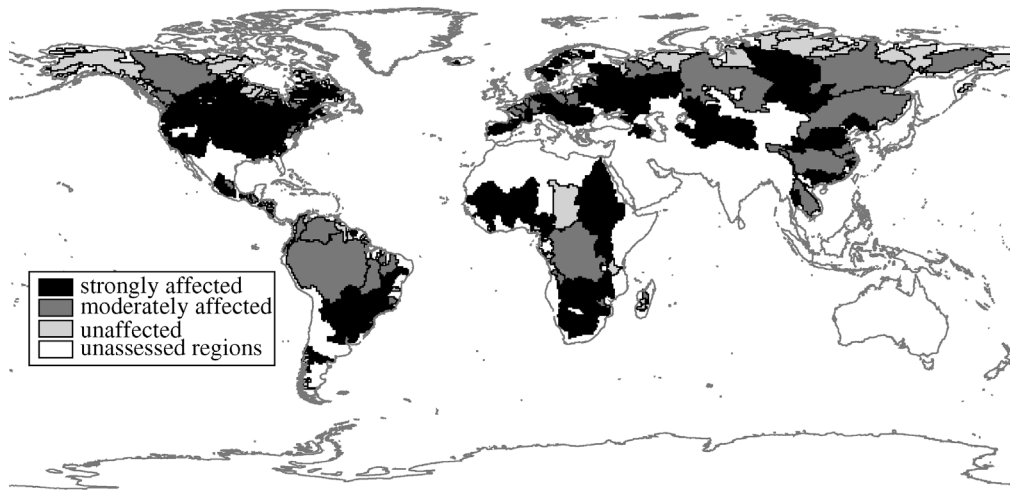 strongly affected
moderately affected
unaffected
unassessed regions